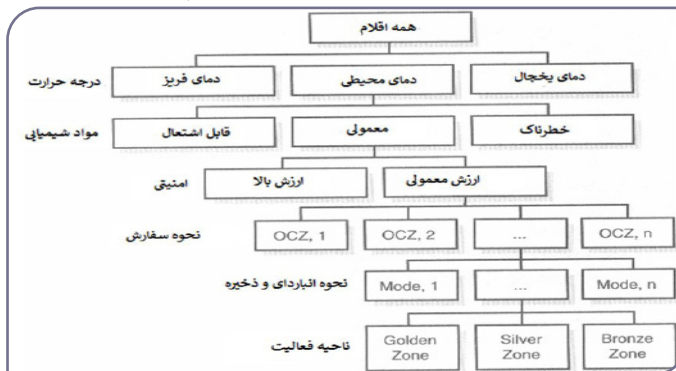 همه اقلام
درجه حرارت دمای فریز دمای محیطی دمای یخچال
مواد شیمیایی قابل اشتعال معمولی خطرناک
امنیتی ارزش بالا ارزش معمولی
نحوه سفارش OCZ, 1 OCZ, 2 ... OCZ, n
نحوه انبارداری و ذخیره Mode, 1 ... Mode, n
ناحیه فعالیت Golden Zone Silver Zone Bronze Zone